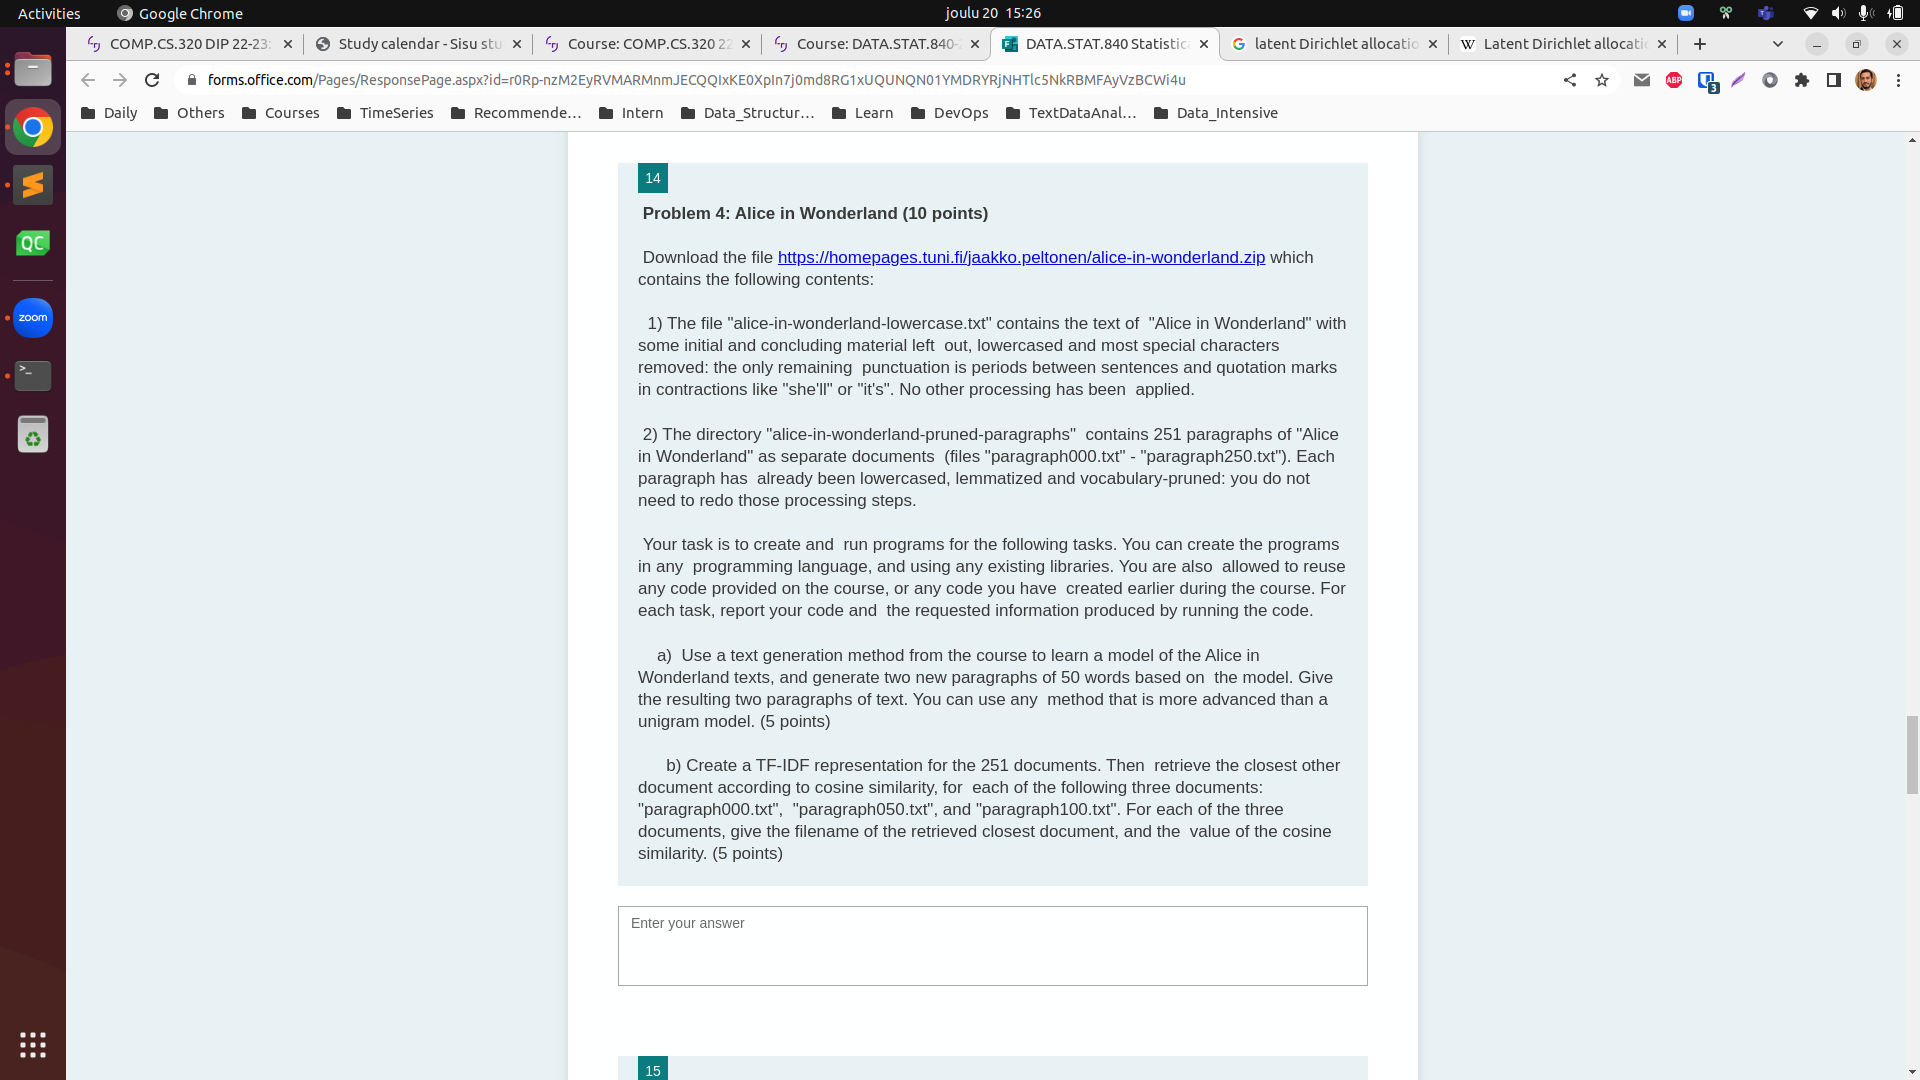 Activities
Google Chrome
joulu 20 15:26
COMP.CS.320 DIP 22-23:
Study calendar - Sisu stu
Course: COMP.CS.320 22
Course: DATA.STAT.840-2
DATA.STAT.840 Statistica
latent Dirichlet allocatio
W Latent Dirichlet allocati
forms.office.com/Pages/ResponsePage.aspx?id=r0Rp-nzM2EyRVMARMnmJECQQIxKE0XpIn7j0md8RG1xUQUNQN01YMDRYRjNHTlc5NkRBMFAyVzBCWi4u
ABP
3
Daily
Others
Courses
TimeSeries
Recommende...
Intern
Data_Structur...
Learn
DevOps
TextDataAnal...
Data_Intensive
QC
zoom
14
Problem 4: Alice in Wonderland (10 points)
Download the file https://homepages.tuni.fi/jaakko.peltonen/alice-in-wonderland.zip which
contains the following contents:
1) The file "alice-in-wonderland-lowercase.txt" contains the text of "Alice in Wonderland" with
some initial and concluding material left out, lowercased and most special characters
removed: the only remaining punctuation is periods between sentences and quotation marks
in contractions like "she'll" or "it's". No other processing has been applied.
2) The directory "alice-in-wonderland-pruned-paragraphs" contains 251 paragraphs of "Alice
in Wonderland" as separate documents (files "paragraph000.txt" - "paragraph250.txt"). Each
paragraph has already been lowercased, lemmatized and vocabulary-pruned: you do not
need to redo those processing steps.
Your task is to create and run programs for the following tasks. You can create the programs
in any programming language, and using any existing libraries. You are also allowed to reuse
any code provided on the course, or any code you have created earlier during the course. For
each task, report your code and the requested information produced by running the code.
a) Use a text generation method from the course to learn a model of the Alice in
Wonderland texts, and generate two new paragraphs of 50 words based on the model. Give
the resulting two paragraphs of text. You can use any method that is more advanced than a
unigram model. (5 points)
b) Create a TF-IDF representation for the 251 documents. Then retrieve the closest other
document according to cosine similarity, for each of the following three documents:
"paragraph000.txt", "paragraph050.txt", and "paragraph100.txt". For each of the three
documents, give the filename of the retrieved closest document, and the value of the cosine
similarity. (5 points)
Enter your answer
15